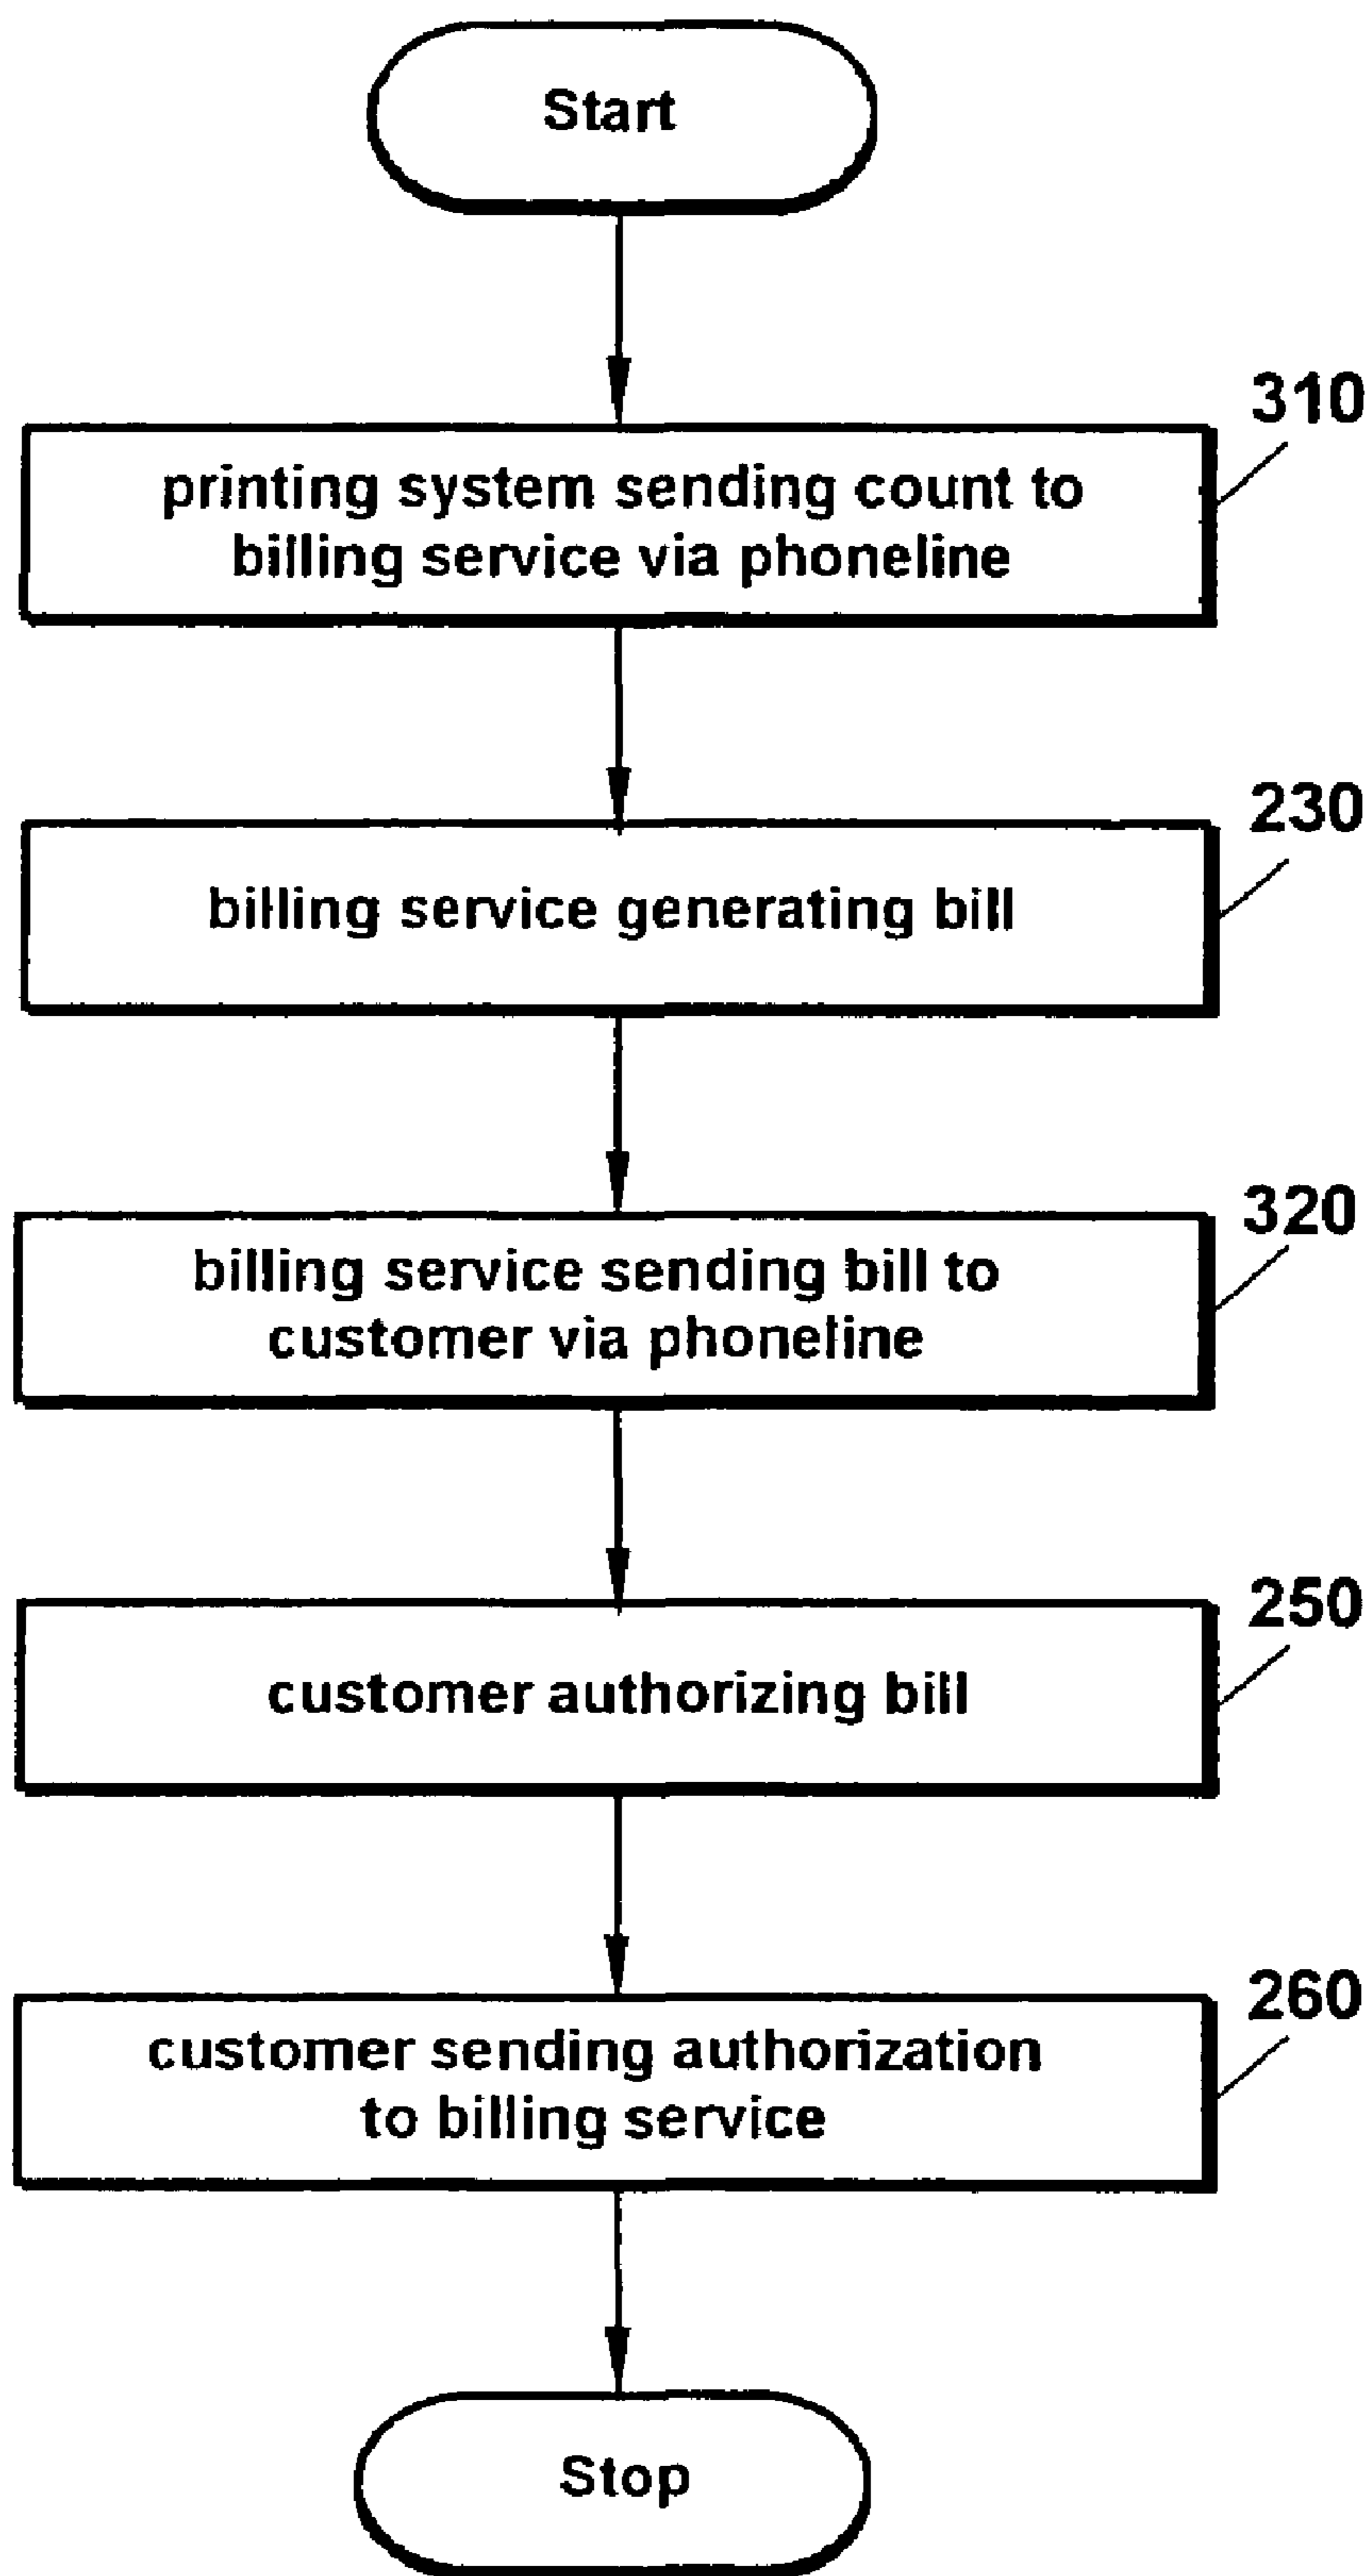 Start
310
printing system sending count to
billing service via phoneline
230
billing service generating bill
320
billing service sending bill to
customer via phoneline
250
customer authorizing bill
260
customer sending authorization
to billing service
Stop